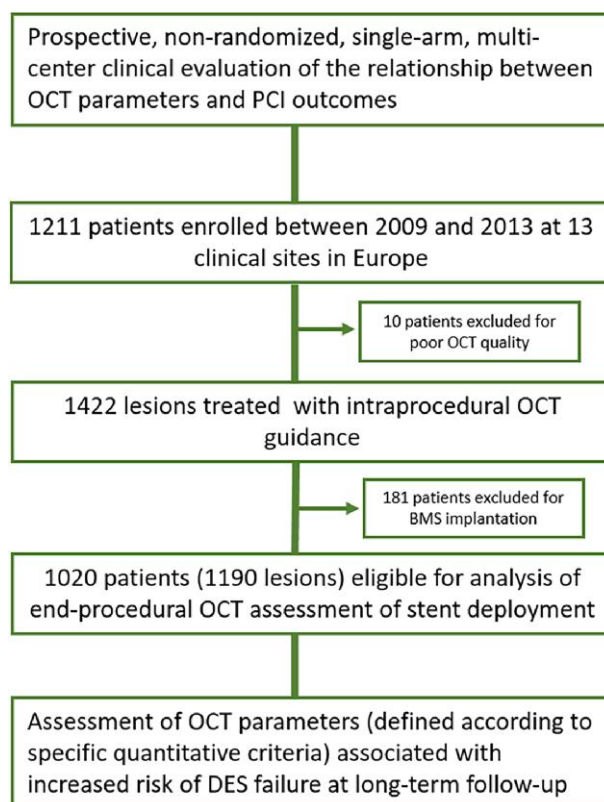 Prospective, non-randomized, single-arm, multi-
center clinical evaluation of the relationship between
OCT parameters and PCI outcomes
1211 patients enrolled between 2009 and 2013 at 13
clinical sites in Europe
10 patients excluded for
poor OCT quality
1422 lesions treated with intraprocedural OCT
guidance
181 patients excluded for
BMS implantation
1020 patients (1190 lesions) eligible for analysis of
end-procedural OCT assessment of stent deployment
Assessment of OCT parameters (defined according to
specific quantitative criteria) associated with
increased risk of DES failure at long-term follow-up